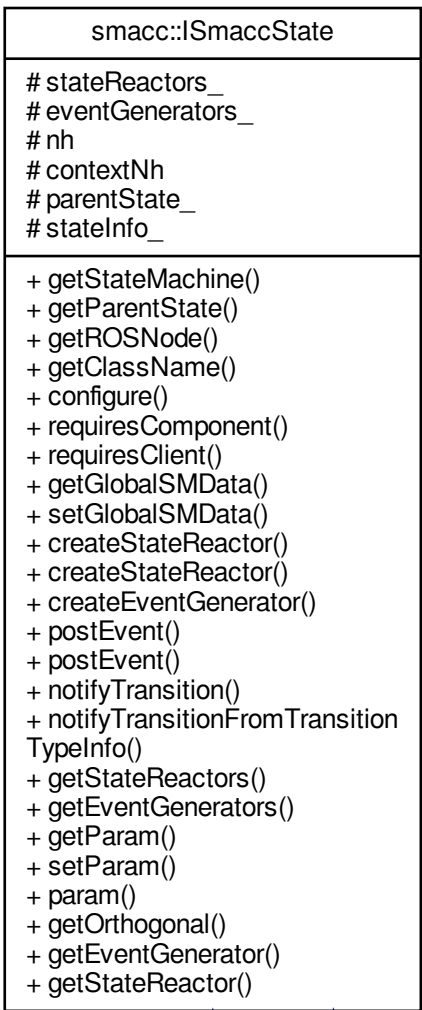 smacc::ISmaccState
# stateReactors_
# eventGenerators_
# nh
# contextNh
# parentState_
# stateInfo_
+ getStateMachine()
+ getParentState()
+ getROSNode()
+ getClassName()
+ configure()
+ requiresComponent()
+ requiresClient()
+ getGlobalSMData()
+ setGlobalSMData()
+ createStateReactor()
+ createStateReactor()
+ createEventGenerator()
+ postEvent()
+ postEvent()
+ notifyTransition()
+ notifyTransitionFromTransition
TypeInfo()
+ getStateReactors()
+ getEventGenerators()
+ getParam()
+ setParam()
+ param()
+ getOrthogonal()
+ getEventGenerator()
+ getStateReactor()